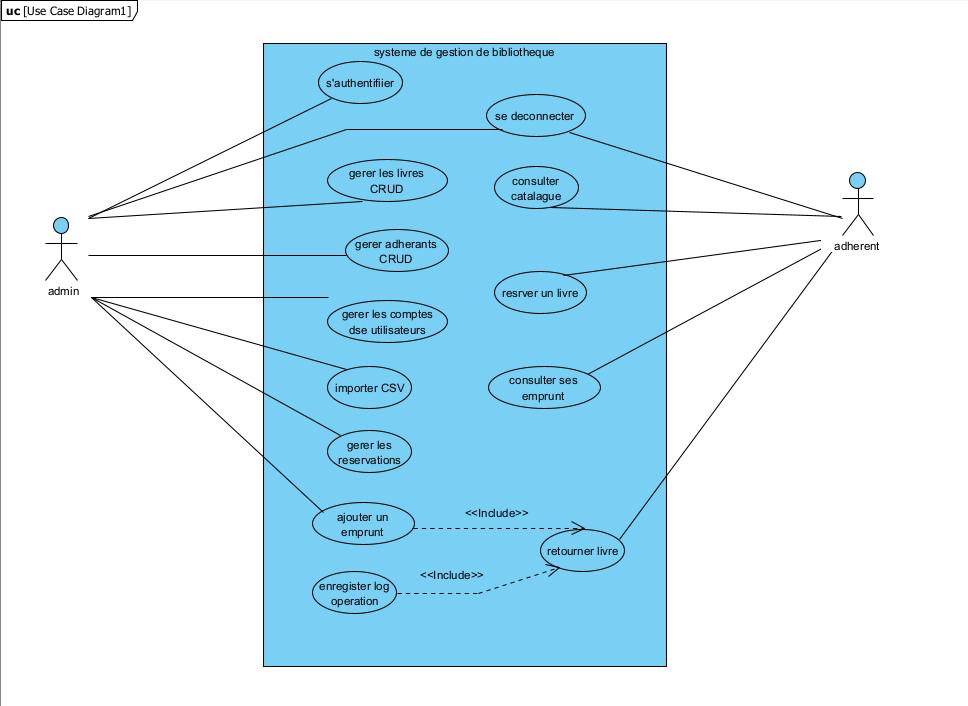 uc [Use Case Diagram1]
systeme de gestion de bibliotheque
s'authentifiier
se deconnecter
gerer les livres
CRUD
consulter
catalague
gerer adherants
CRUD
adherent
admin
resrver un livre
gerer les comptes
dse utilisateurs
importer CSV
consulter ses
emprunt
gerer les
reservations
ajouter un
emprunt
<<Include>>
retourner livre
<<Include>>
enregister log
operation